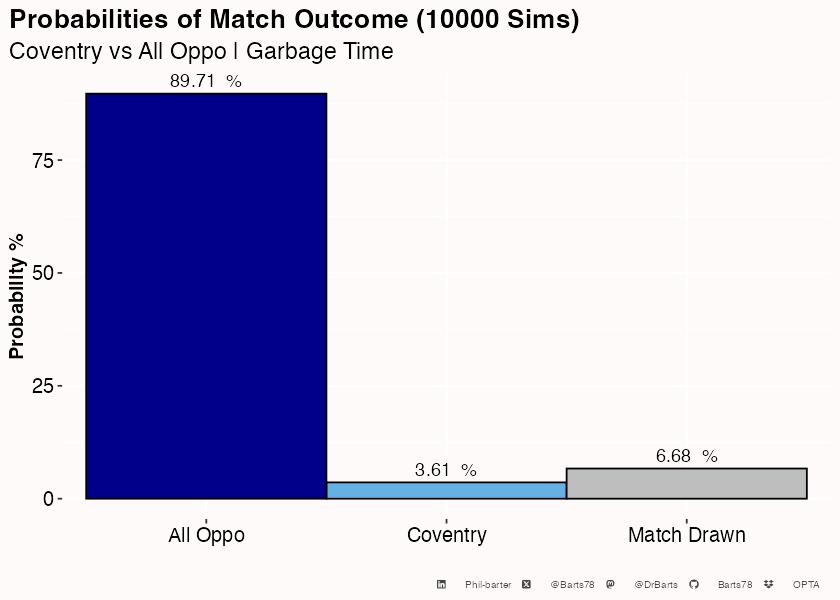 Probabilities of Match Outcome (10000 Sims)
Coventry vs All Oppo | Garbage Time
89.71 %
75
50
25
0
Probability %
3.61 %
6.68 %
All Oppo
Coventry
Match Drawn
Phil-barter @Barts78 @DrBarts Barts78 OPTA